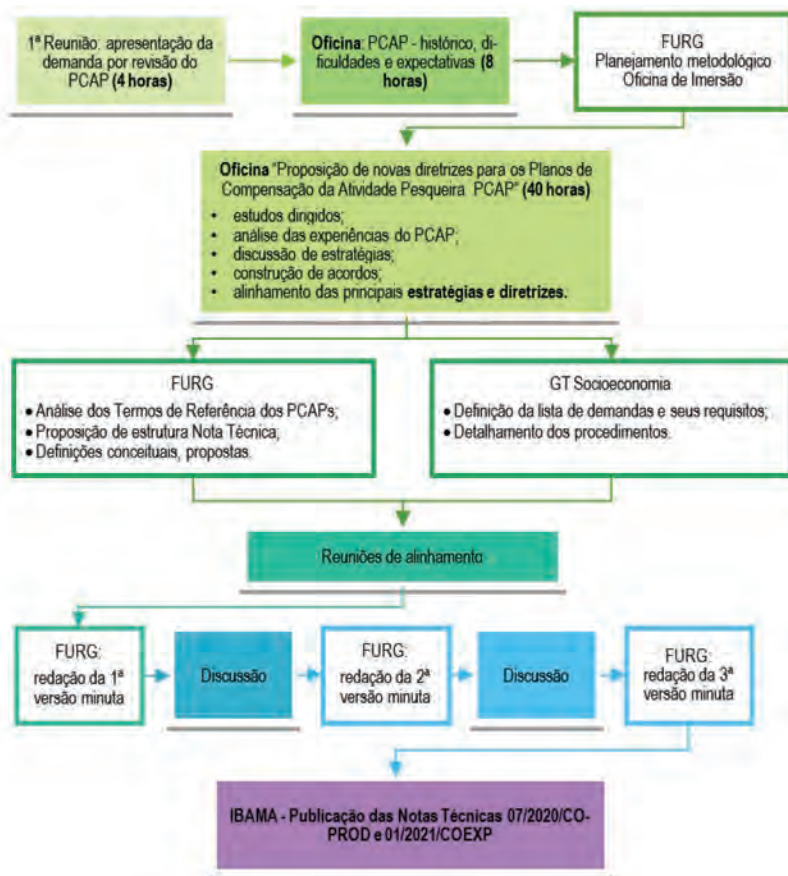 1ª Reunião: apresentação da
demanda por revisão do
PCAP (4 horas)
Oficina: PCAP - histórico, di-
ficuldades e expectativas (8
horas)
FURG
Planejamento metodológico
Oficina de Imersão
Oficina "Proposição de novas diretrizes para os Planos de
Compensação da Atividade Pesqueira PCAP" (40 horas)
• estudos dirigidos;
• análise das experiências do PCAP;
• discussão de estratégias;
• construção de acordos;
• alinhamento das principais estratégias e diretrizes.
FURG
• Análise dos Termos de Referência dos PCAPs;
• Proposição de estrutura Nota Técnica;
• Definições conceituais, propostas.
GT Socioeconomia
• Definição da lista de demandas e seus requisitos;
• Detalhamento dos procedimentos.
Reuniões de alinhamento
FURG:
redação da 1ª
versão minuta
Discussão
FURG:
redação da 2ª
versão minuta
Discussão
FURG:
redação da 3ª
versão minuta
IBAMA - Publicação das Notas Técnicas 07/2020/CO-
PROD e 01/2021/COEXP